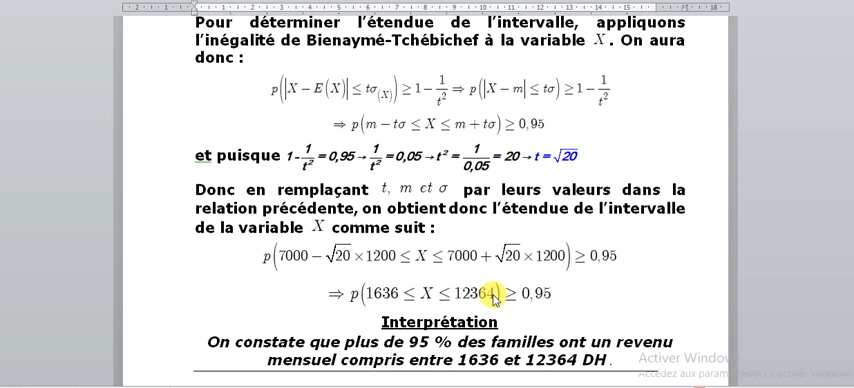 Pour déterminer l'étendue de l'intervalle, appliquons
l'inégalité de Bienaymé-Tchébichef à la variable X. On aura
donc :
p(|X − E(X)| ≤ tσ(X)) ≥ 1 − 1/t² ⇒ p(|X − m| ≤ tσ) ≥ 1 − 1/t²
⇒ p(m − tσ ≤ X ≤ m + tσ) ≥ 0,95
et puisque 1 - 1/t² = 0,95 → 1/t² = 0,05 → t² = 1/0,05 = 20 → t = √20
Donc en remplaçant t, m et σ par leurs valeurs dans la
relation précédente, on obtient donc l'étendue de l'intervalle
de la variable X comme suit :
p(7000 − √20 × 1200 ≤ X ≤ 7000 + √20 × 1200) ≥ 0,95
⇒ p(1636 ≤ X ≤ 12364) ≥ 0,95
Interprétation
On constate que plus de 95 % des familles ont un revenu
mensuel compris entre 1636 et 12364 DH .
Activer Window